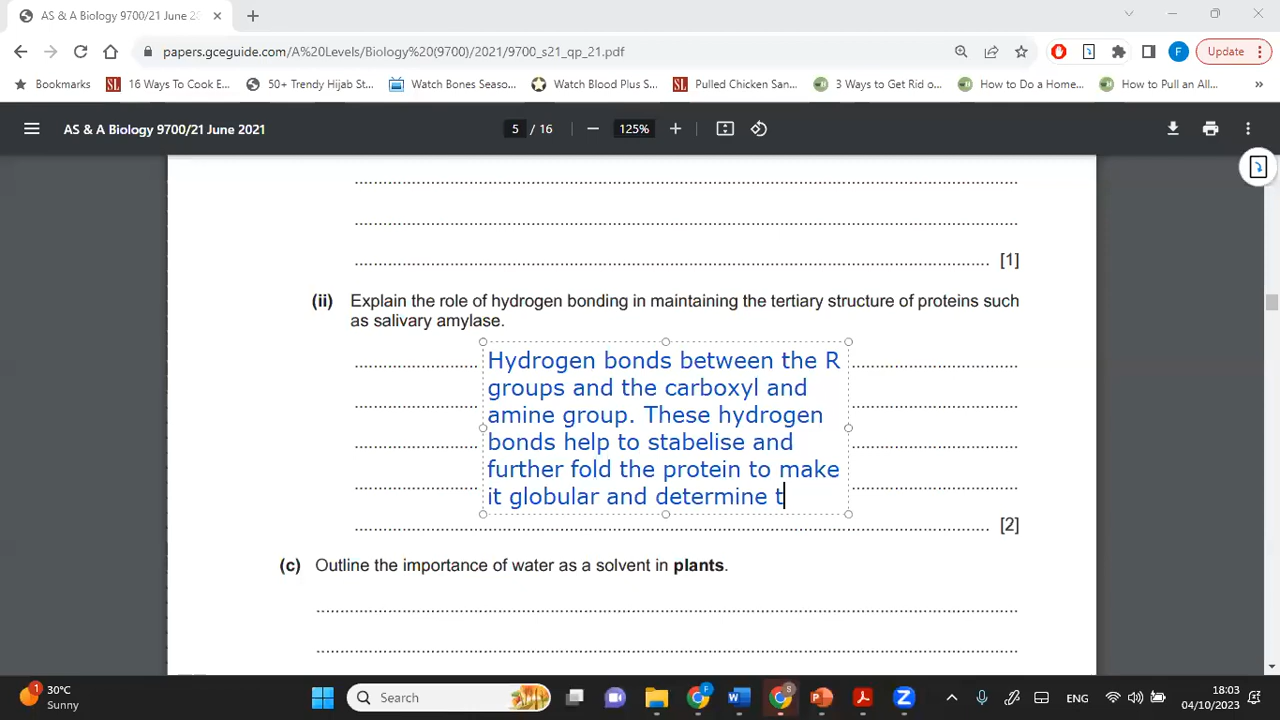 AS & A Biology 9700/21 June 2
papers.gceguide.com/A%20Levels/Biology%20(9700)/2021/9700_s21_qp_21.pdf
F
Update
Bookmarks
SL 16 Ways To Cook E...
50+ Trendy Hijab St...
Watch Bones Seaso...
Watch Blood Plus S...
SL Pulled Chicken San...
3 Ways to Get Rid o...
How to Do a Home...
How to Pull an All...
»
AS & A Biology 9700/21 June 2021
5 / 16
125%
[1]
(ii) Explain the role of hydrogen bonding in maintaining the tertiary structure of proteins such
as salivary amylase.
Hydrogen bonds between the R
groups and the carboxyl and
amine group. These hydrogen
bonds help to stabelise and
further fold the protein to make
it globular and determine t
[2]
(c) Outline the importance of water as a solvent in plants.
1
30°C
Sunny
Search
ENG
18:03
04/10/2023